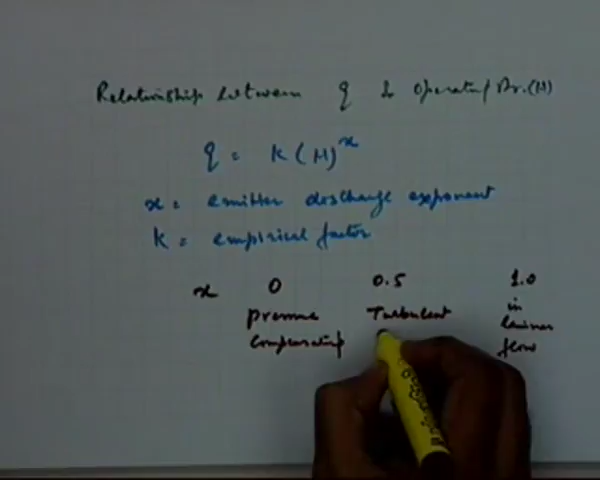 Relationship between q & operating Pr.(H)
q = K (H)^x
x = emitter discharge exponent
K = empirical factor
x 0 0.5 1.0
pressure Turbulent in
compensating laminar
flow